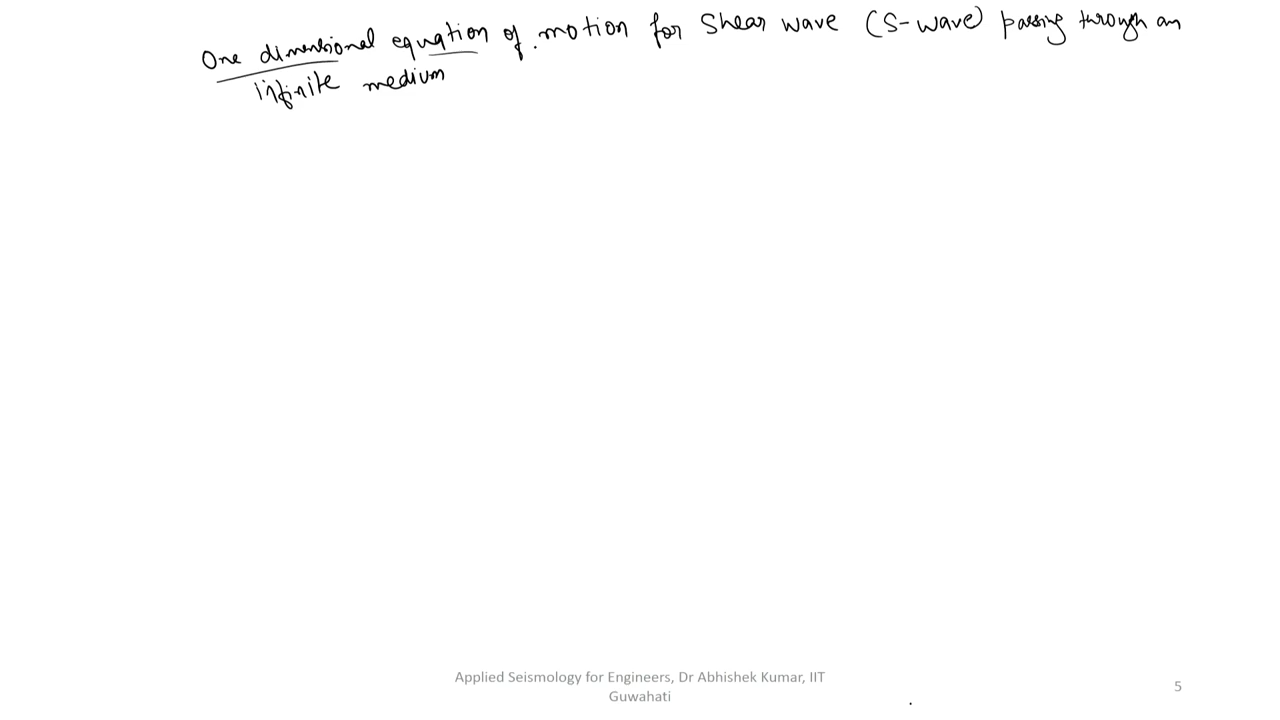 One dimensional equation of motion for Shear wave (S-wave) passing through an
infinite medium
Applied Seismology for Engineers, Dr Abhishek Kumar, IIT
Guwahati
5